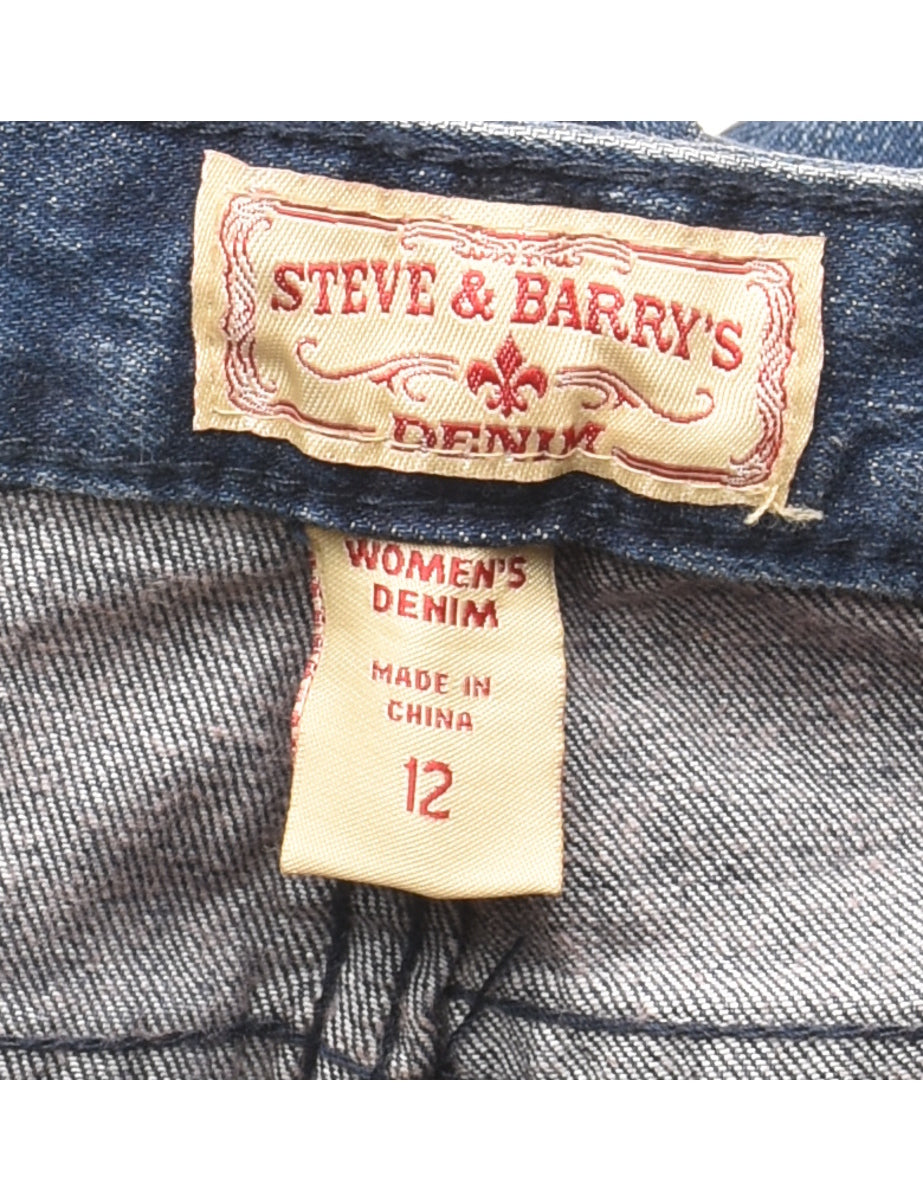 STEVE & BARRY'S
DENIM
WOMEN'S
DENIM
MADE IN
CHINA
12